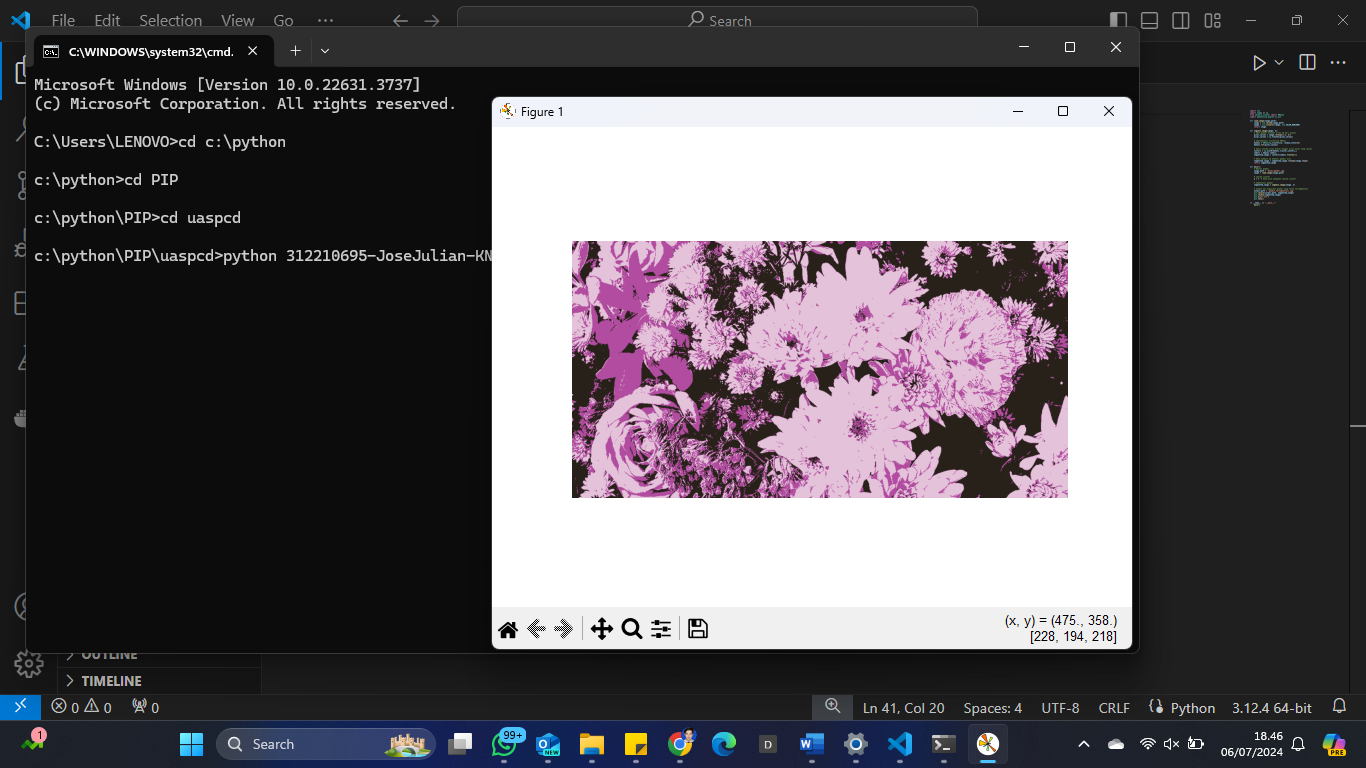 File Edit Selection View Go ··· Search
C:\WINDOWS\system32\cmd.
Microsoft Windows [Version 10.0.22631.3737]
(c) Microsoft Corporation. All rights reserved.
C:\Users\LENOVO>cd c:\python
c:\python>cd PIP
c:\python\PIP>cd uaspcd
c:\python\PIP\uaspcd>python 312210695-JoseJulian-KN
Figure 1
(x, y) = (475., 358.)
[228, 194, 218]
OUTLINE
TIMELINE
0 0 0 Ln 41, Col 20 Spaces: 4 UTF-8 CRLF Python 3.12.4 64-bit
1 Search 99+ NEW D PRE
18.46
06/07/2024